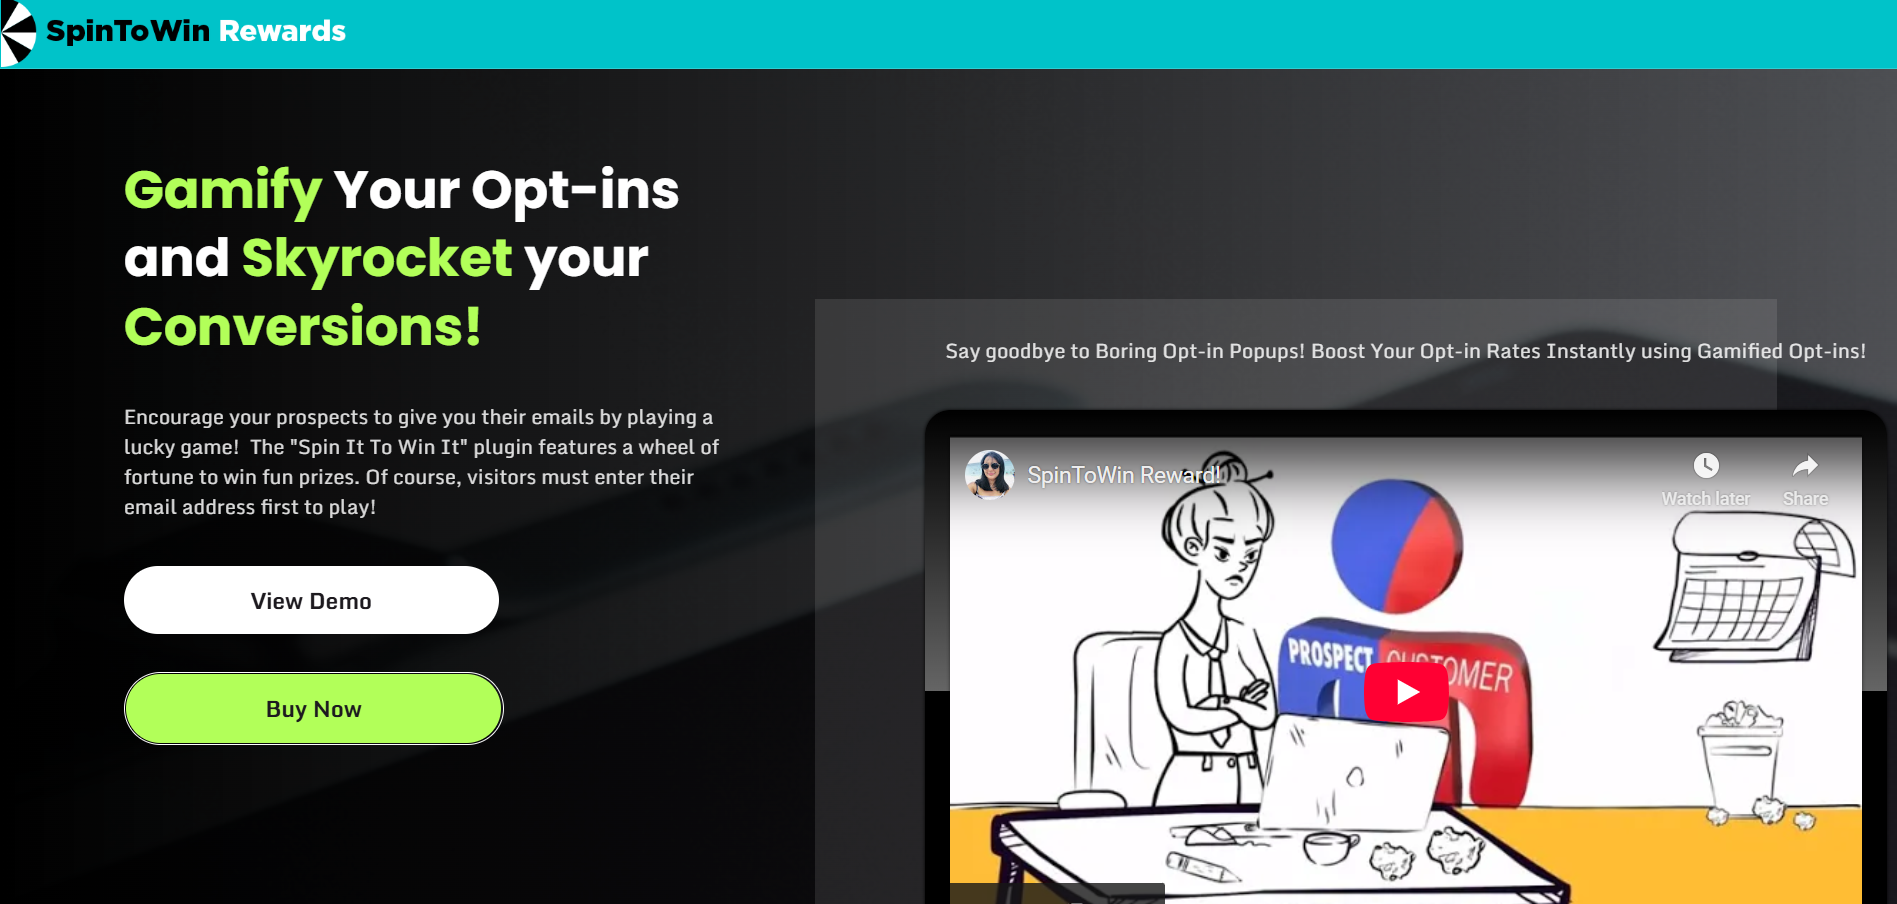 SpinToWin Rewards
Gamify Your Opt-ins
and Skyrocket your
Conversions!
Encourage your prospects to give you their emails by playing a
lucky game! The "Spin It To Win It" plugin features a wheel of
fortune to win fun prizes. Of course, visitors must enter their
email address first to play!
View Demo
Buy Now
Say goodbye to Boring Opt-in Popups! Boost Your Opt-in Rates Instantly using Gamified Opt-ins!
SpinToWin Reward!
Watch later
Share
PROSPECT
CUSTOMER